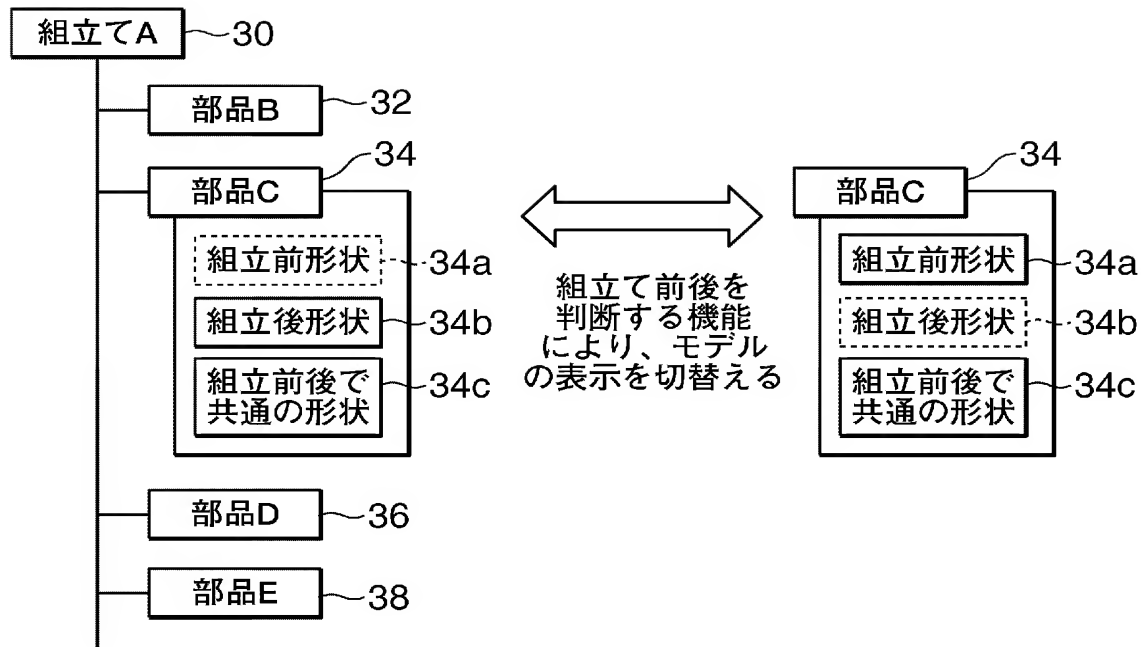 組立てA 30
部品B 32
部品C 34
組立前形状 34a
組立後形状 34b
組立前後で
共通の形状 34c
部品D 36
部品E 38
組立て前後を
判断する機能
により、モデル
の表示を切替える
部品C 34
組立前形状 34a
組立後形状 34b
組立前後で
共通の形状 34c